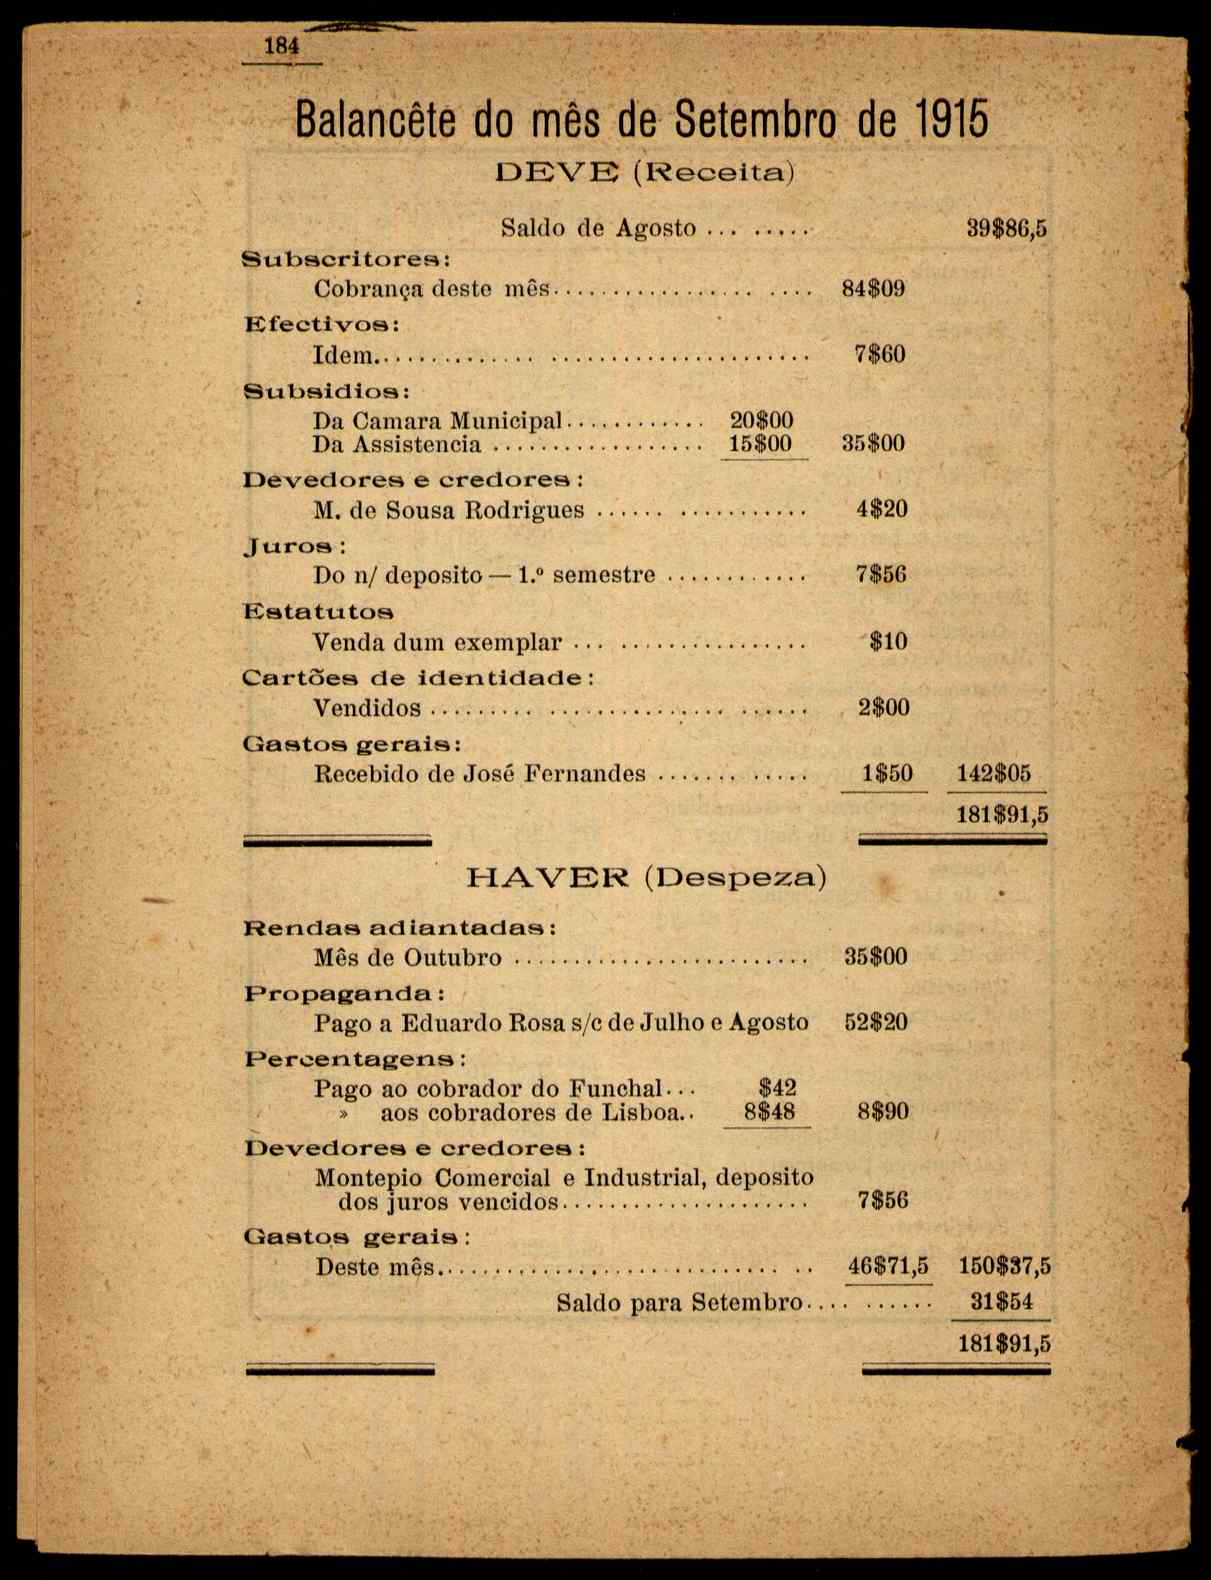 184
Balancête do mês de Setembro de 1915
DEVE (Receita)
Saldo de Agosto ... ..... 39$86,5
Subscritores:
Cobrança deste mês................. .... 84$09
Efectivos:
Idem.............. ...................... 7$60
Subsidios:
Da Camara Municipal............ 20$00
Da Assistencia .................. 15$00 35$00
Devedores e credores:
M. de Sousa Rodrigues ...... ........... 4$20
Juros:
Do n/ deposito — 1.º semestre ............ 7$56
Estatutos
Venda dum exemplar ... ................ $10
Cartões de identidade:
Vendidos ......... ............... ...... 2$00
Gastos gerais:
Recebido de José Fernandes ....... ..... 1$50 142$05
181$91,5
HAVER (Despeza)
Rendas adiantadas:
Mês de Outubro ......................... 35$00
Propaganda:
Pago a Eduardo Rosa s/c de Julho e Agosto 52$20
Percentagens:
Pago ao cobrador do Funchal... $42
» aos cobradores de Lisboa.. 8$48 8$90
Devedores e credores:
Montepio Comercial e Industrial, deposito
dos juros vencidos..................... 7$56
Gastos gerais:
Deste mês............................. .. 46$71,5 150$37,5
Saldo para Setembro.... ...... 31$54
181$91,5